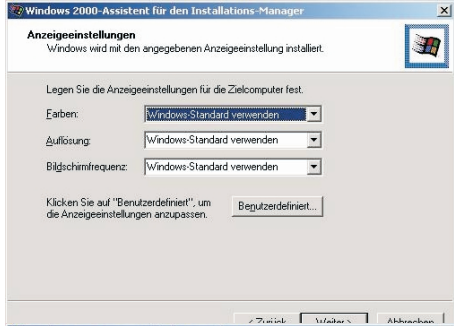 Windows 2000-Assistent für den Installations-Manager
Anzeigeeinstellungen
Windows wird mit den angegebenen Anzeigeeinstellung installiert.
Legen Sie die Anzeigeeinstellungen für die Zielcomputer fest.
Farben: Windows-Standard verwenden
Auflösung: Windows-Standard verwenden
Bildschirmfrequenz: Windows-Standard verwenden
Klicken Sie auf "Benutzerdefiniert", um
die Anzeigeeinstellungen anzupassen.
Benutzerdefiniert...
< Zurück Weiter > Abbrechen